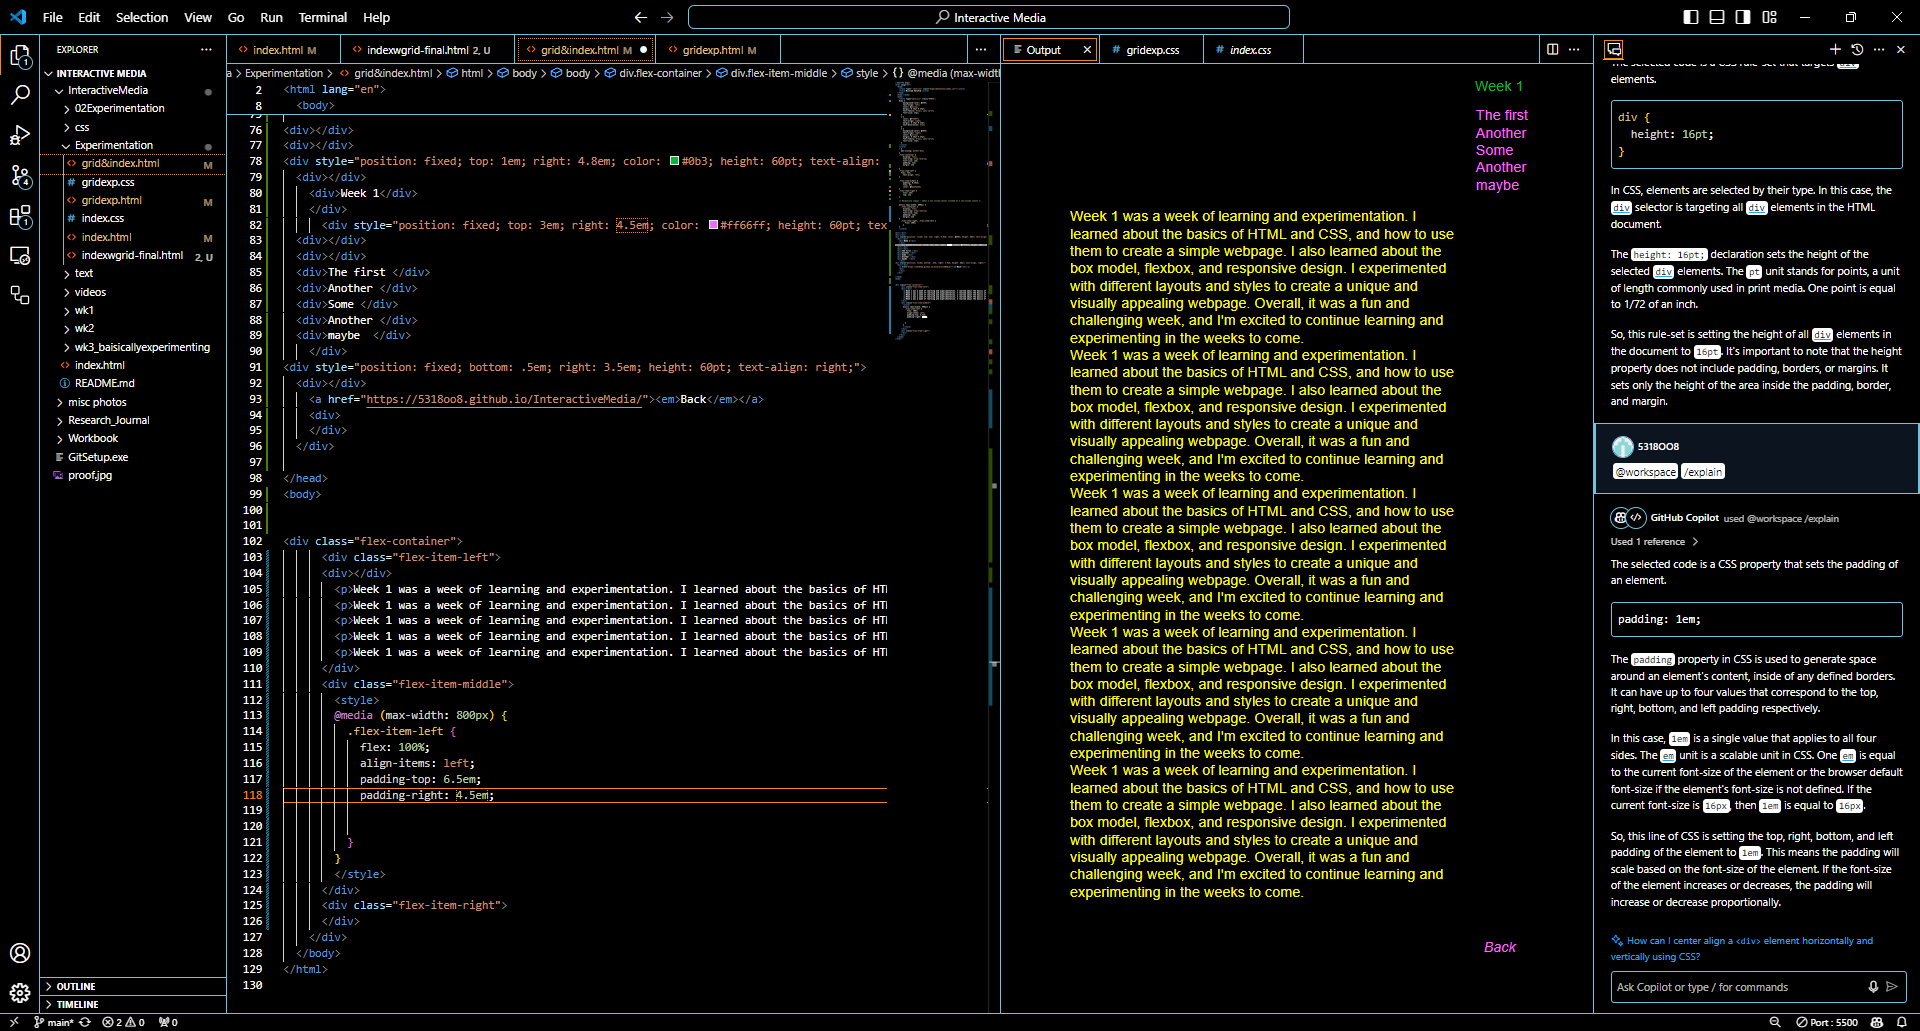 File Edit Selection View Go Run Terminal Help
Interactive Media
EXPLORER
INTERACTIVE MEDIA
InteractiveMedia
02Experimentation
css
Experimentation
grid&index.html M
gridexp.css
gridexp.html M
index.css
index.html M
indexwgrid-final.html 2, U
text
videos
wk1
wk2
wk3_baisicallyexperimenting
index.html
README.md
misc photos
Research_Journal
Workbook
GitSetup.exe
proof.jpg
OUTLINE
TIMELINE
index.html M
indexwgrid-final.html 2, U
grid&index.html M
gridexp.html M
a > Experimentation > grid&index.html > html > body > body > div.flex-container > div.flex-item-middle > style > {} @media (max-widt
2 <html lang="en">
8 <body>
76 <div></div>
77 <div></div>
78 <div style="position: fixed; top: 1em; right: 4.8em; color: #0b3; height: 60pt; text-align:
79 <div></div>
80 <div>Week 1</div>
81 </div>
82 <div style="position: fixed; top: 3em; right: 4.5em; color: #ff66ff; height: 60pt; tex
83 <div></div>
84 <div></div>
85 <div>The first </div>
86 <div>Another </div>
87 <div>Some </div>
88 <div>Another </div>
89 <div>maybe  </div>
90 </div>
91 <div style="position: fixed; bottom: .5em; right: 3.5em; height: 60pt; text-align: right;">
92 <div></div>
93 <a href="https://5318oo8.github.io/InteractiveMedia/"><em>Back</em></a>
94 <div>
95 </div>
96 </div>
97
98 </head>
99 <body>
100
101
102 <div class="flex-container">
103 <div class="flex-item-left">
104 <div></div>
105 <p>Week 1 was a week of learning and experimentation. I learned about the basics of HT
106 <p>Week 1 was a week of learning and experimentation. I learned about the basics of HT
107 <p>Week 1 was a week of learning and experimentation. I learned about the basics of HT
108 <p>Week 1 was a week of learning and experimentation. I learned about the basics of HT
109 <p>Week 1 was a week of learning and experimentation. I learned about the basics of HT
110 </div>
111 <div class="flex-item-middle">
112 <style>
113 @media (max-width: 800px) {
114 .flex-item-left {
115 flex: 100%;
116 align-items: left;
117 padding-top: 6.5em;
118 padding-right: 4.5em;
119
120
121 }
122 }
123 </style>
124 </div>
125 <div class="flex-item-right">
126 </div>
127 </div>
128 </body>
129 </html>
130
Output
gridexp.css
index.css
Week 1
The first
Another
Some
Another
maybe
Week 1 was a week of learning and experimentation. I
learned about the basics of HTML and CSS, and how to use
them to create a simple webpage. I also learned about the
box model, flexbox, and responsive design. I experimented
with different layouts and styles to create a unique and
visually appealing webpage. Overall, it was a fun and
challenging week, and I'm excited to continue learning and
experimenting in the weeks to come.
Week 1 was a week of learning and experimentation. I
learned about the basics of HTML and CSS, and how to use
them to create a simple webpage. I also learned about the
box model, flexbox, and responsive design. I experimented
with different layouts and styles to create a unique and
visually appealing webpage. Overall, it was a fun and
challenging week, and I'm excited to continue learning and
experimenting in the weeks to come.
Week 1 was a week of learning and experimentation. I
learned about the basics of HTML and CSS, and how to use
them to create a simple webpage. I also learned about the
box model, flexbox, and responsive design. I experimented
with different layouts and styles to create a unique and
visually appealing webpage. Overall, it was a fun and
challenging week, and I'm excited to continue learning and
experimenting in the weeks to come.
Week 1 was a week of learning and experimentation. I
learned about the basics of HTML and CSS, and how to use
them to create a simple webpage. I also learned about the
box model, flexbox, and responsive design. I experimented
with different layouts and styles to create a unique and
visually appealing webpage. Overall, it was a fun and
challenging week, and I'm excited to continue learning and
experimenting in the weeks to come.
Week 1 was a week of learning and experimentation. I
learned about the basics of HTML and CSS, and how to use
them to create a simple webpage. I also learned about the
box model, flexbox, and responsive design. I experimented
with different layouts and styles to create a unique and
visually appealing webpage. Overall, it was a fun and
challenging week, and I'm excited to continue learning and
experimenting in the weeks to come.
Back
elements.
div {
height: 16pt;
}
In CSS, elements are selected by their type. In this case, the
div selector is targeting all div elements in the HTML
document.
The height: 16pt; declaration sets the height of the
selected div elements. The pt unit stands for points, a unit
of length commonly used in print media. One point is equal
to 1/72 of an inch.
So, this rule-set is setting the height of all div elements in
the document to 16pt. It's important to note that the height
property does not include padding, borders, or margins. It
sets only the height of the area inside the padding, border,
and margin.
5318OO8
@workspace /explain
GitHub Copilot used @workspace /explain
Used 1 reference >
The selected code is a CSS property that sets the padding of
an element.
padding: 1em;
The padding property in CSS is used to generate space
around an element's content, inside of any defined borders.
It can have up to four values that correspond to the top,
right, bottom, and left padding respectively.
In this case, 1em is a single value that applies to all four
sides. The em unit is a scalable unit in CSS. One em is equal
to the current font-size of the element or the browser default
font-size if the element's font-size is not defined. If the
current font-size is 16px, then 1em is equal to 16px.
So, this line of CSS is setting the top, right, bottom, and left
padding of the element to 1em. This means the padding will
scale based on the font-size of the element. If the font-size
of the element increases or decreases, the padding will
increase or decrease proportionally.
How can I center align a <div> element horizontally and
vertically using CSS?
Ask Copilot or type / for commands
main* 2 0 0
Port : 5500